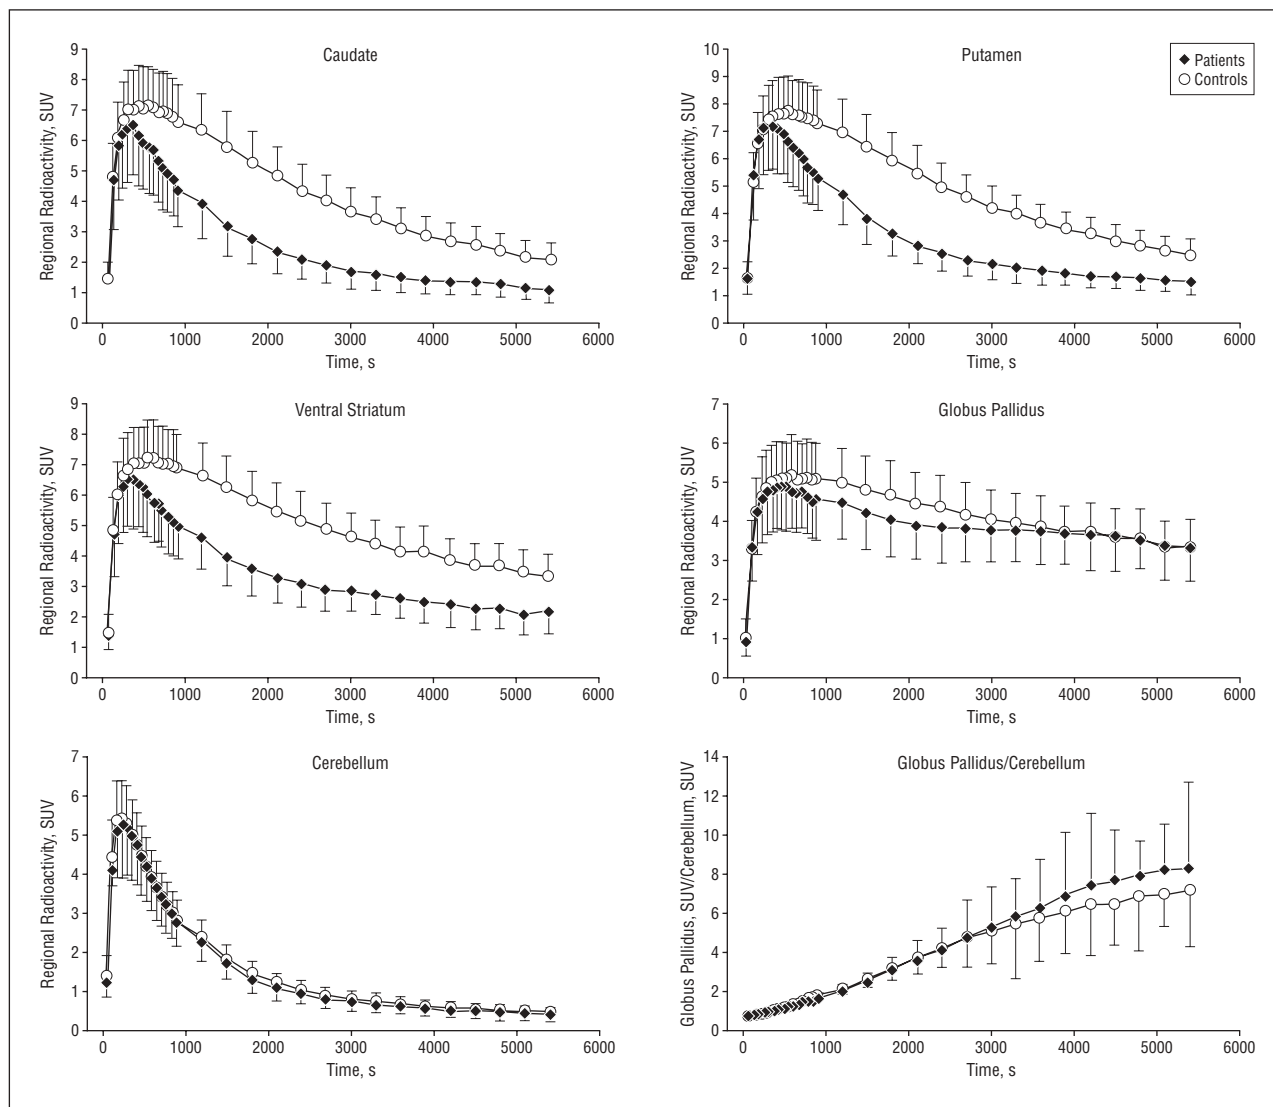 Caudate
9
8
7
6
5
4
3
2
1
0
Regional Radioactivity, SUV
0 1000 2000 3000 4000 5000 6000
Time, s
Putamen
10
9
8
7
6
5
4
3
2
1
0
Regional Radioactivity, SUV
0 1000 2000 3000 4000 5000 6000
Time, s
Patients
Controls
Ventral Striatum
9
8
7
6
5
4
3
2
1
0
Regional Radioactivity, SUV
0 1000 2000 3000 4000 5000 6000
Time, s
Globus Pallidus
7
6
5
4
3
2
1
0
Regional Radioactivity, SUV
0 1000 2000 3000 4000 5000 6000
Time, s
Cerebellum
7
6
5
4
3
2
1
0
Regional Radioactivity, SUV
0 1000 2000 3000 4000 5000 6000
Time, s
Globus Pallidus/Cerebellum
14
12
10
8
6
4
2
0
Globus Pallidus, SUV/Cerebellum, SUV
0 1000 2000 3000 4000 5000 6000
Time, s